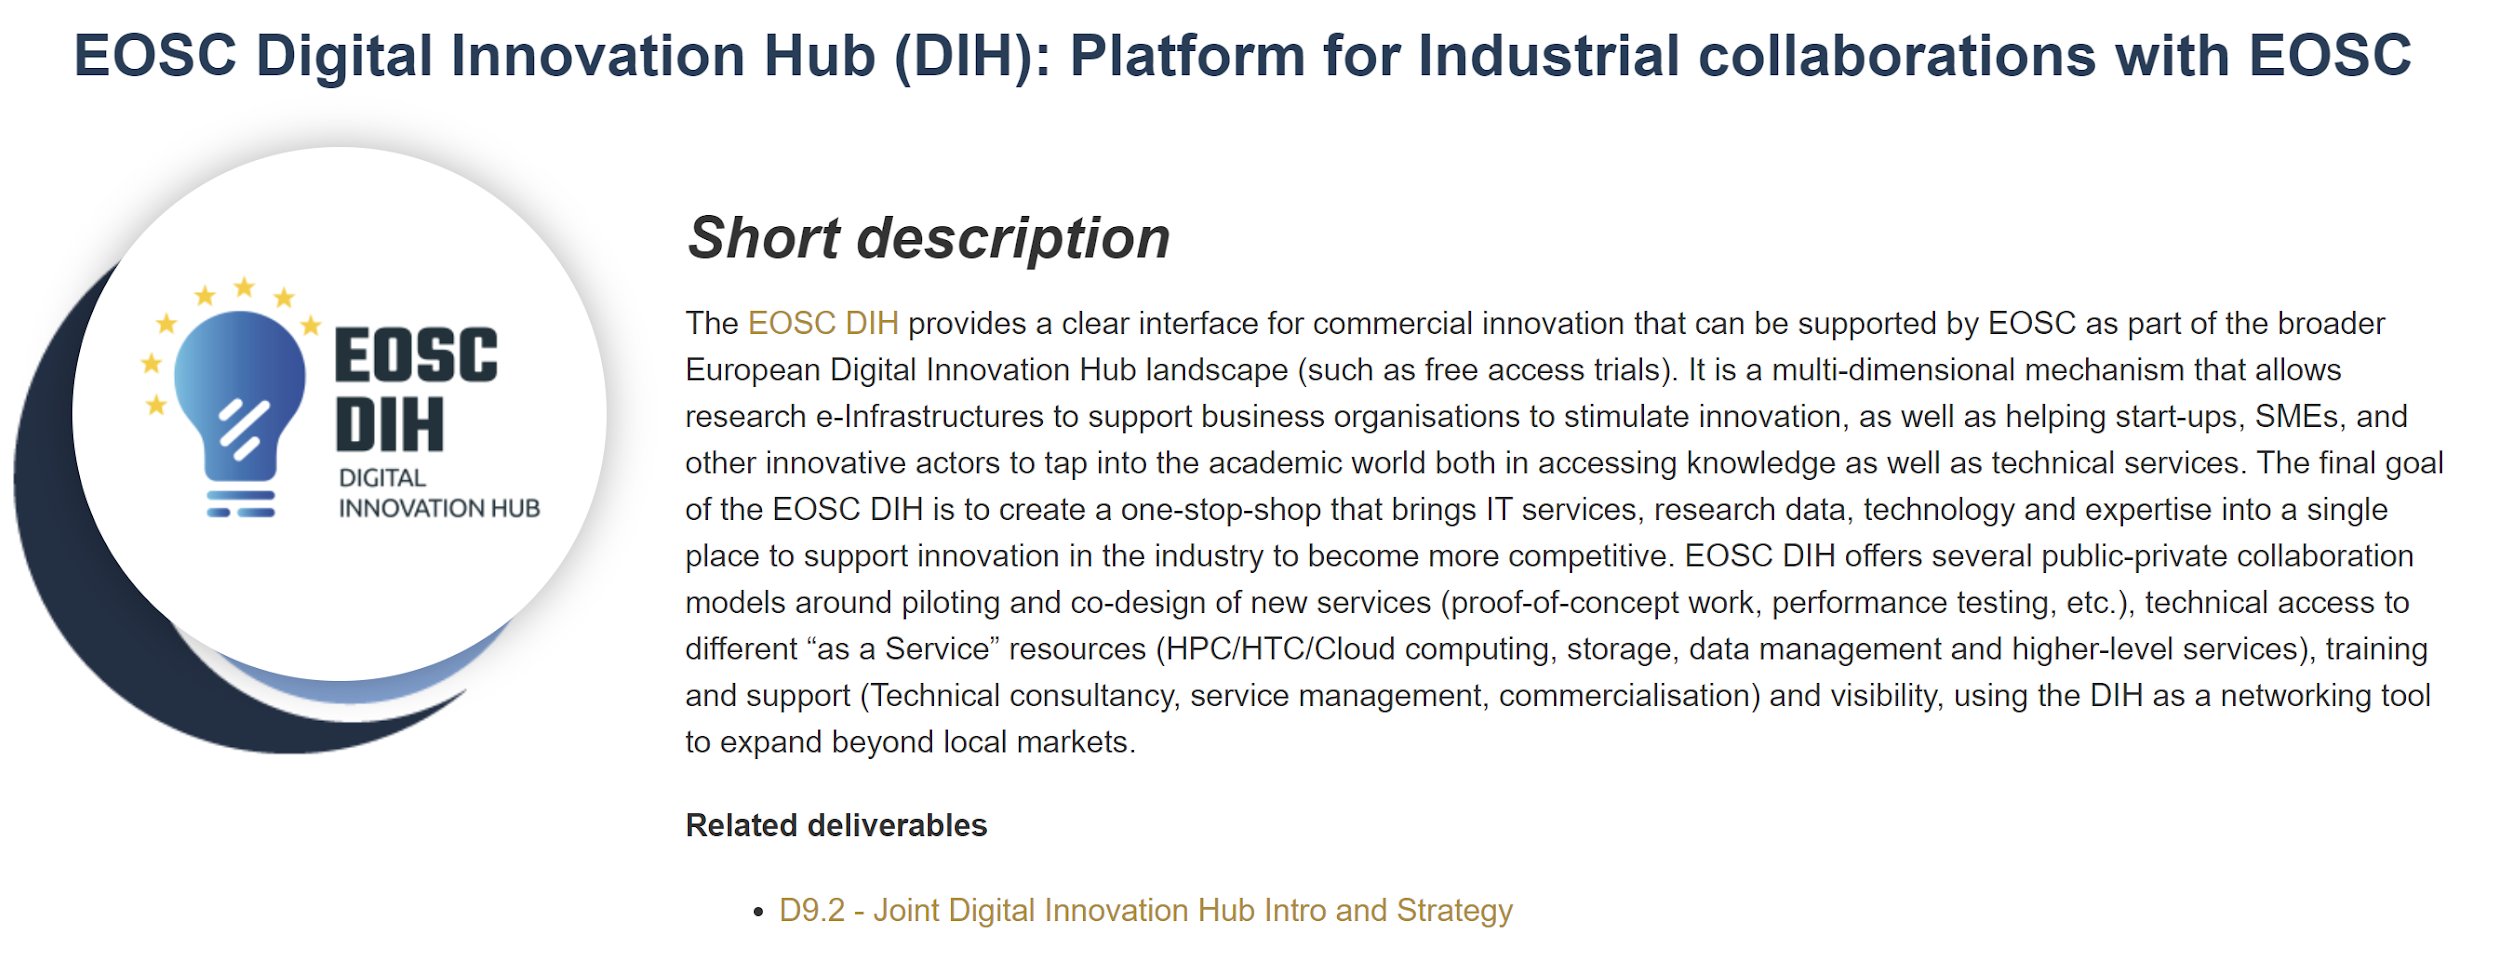 EOSC Digital Innovation Hub (DIH): Platform for Industrial collaborations with EOSC
EOSC
DIH
DIGITAL
INNOVATION HUB
Short description
The EOSC DIH provides a clear interface for commercial innovation that can be supported by EOSC as part of the broader
European Digital Innovation Hub landscape (such as free access trials). It is a multi-dimensional mechanism that allows
research e-Infrastructures to support business organisations to stimulate innovation, as well as helping start-ups, SMEs, and
other innovative actors to tap into the academic world both in accessing knowledge as well as technical services. The final goal
of the EOSC DIH is to create a one-stop-shop that brings IT services, research data, technology and expertise into a single
place to support innovation in the industry to become more competitive. EOSC DIH offers several public-private collaboration
models around piloting and co-design of new services (proof-of-concept work, performance testing, etc.), technical access to
different “as a Service” resources (HPC/HTC/Cloud computing, storage, data management and higher-level services), training
and support (Technical consultancy, service management, commercialisation) and visibility, using the DIH as a networking tool
to expand beyond local markets.
Related deliverables
• D9.2 - Joint Digital Innovation Hub Intro and Strategy